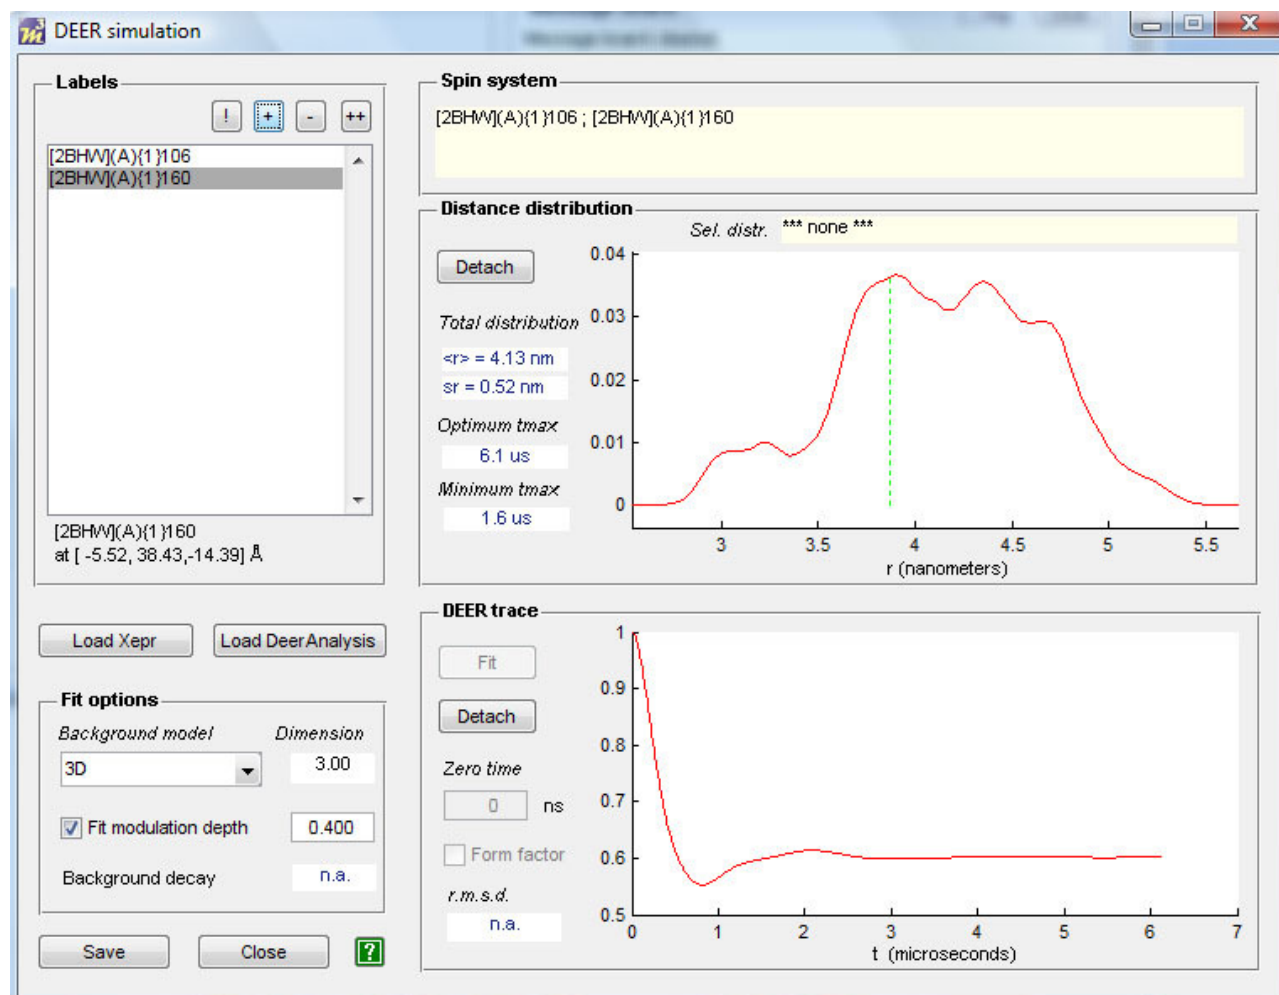 DEER simulation
Labels
! + - ++
[2BHW](A){1}106
[2BHW](A){1}160
[2BHW](A){1}160
at [ -5.52, 38.43,-14.39] Å
Load Xepr Load DeerAnalysis
Fit options
Background model Dimension
3D 3.00
Fit modulation depth 0.400
Background decay n.a.
Save Close ?
Spin system
[2BHW](A){1}106 ; [2BHW](A){1}160
Distance distribution
Sel. distr. *** none ***
Detach
Total distribution
<r> = 4.13 nm
sr = 0.52 nm
Optimum tmax
6.1 us
Minimum tmax
1.6 us
0.04
0.03
0.02
0.01
0
3 3.5 4 4.5 5 5.5
r (nanometers)
DEER trace
Fit
Detach
Zero time
0 ns
Form factor
r.m.s.d.
n.a.
1
0.9
0.8
0.7
0.6
0.5
0 1 2 3 4 5 6 7
t (microseconds)